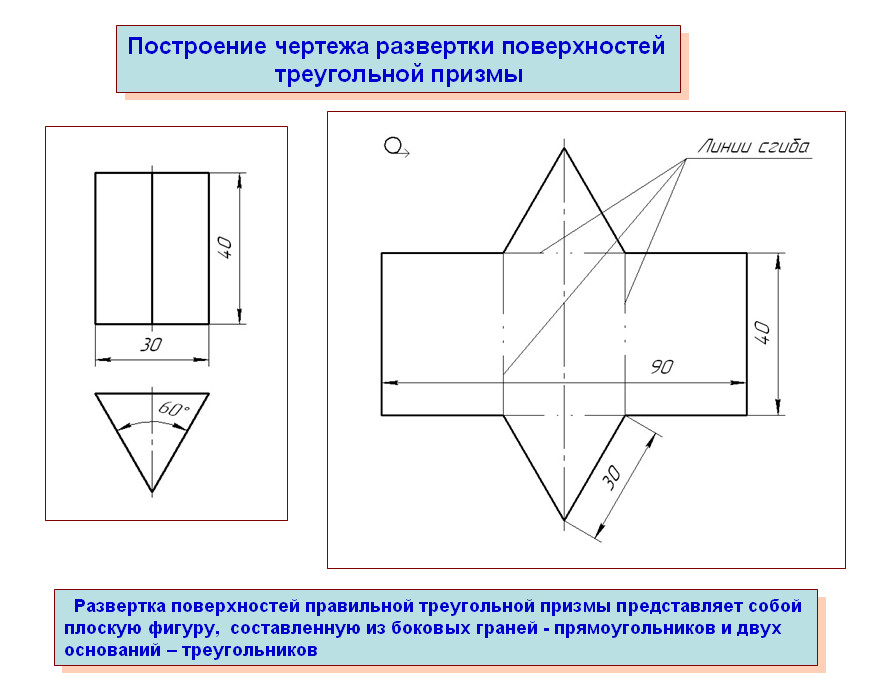 Построение чертежа развертки поверхностей
треугольной призмы
Линии сгиба
40
30
60°
90
40
30
Развертка поверхностей правильной треугольной призмы представляет собой
плоскую фигуру, составленную из боковых граней - прямоугольников и двух
оснований – треугольников